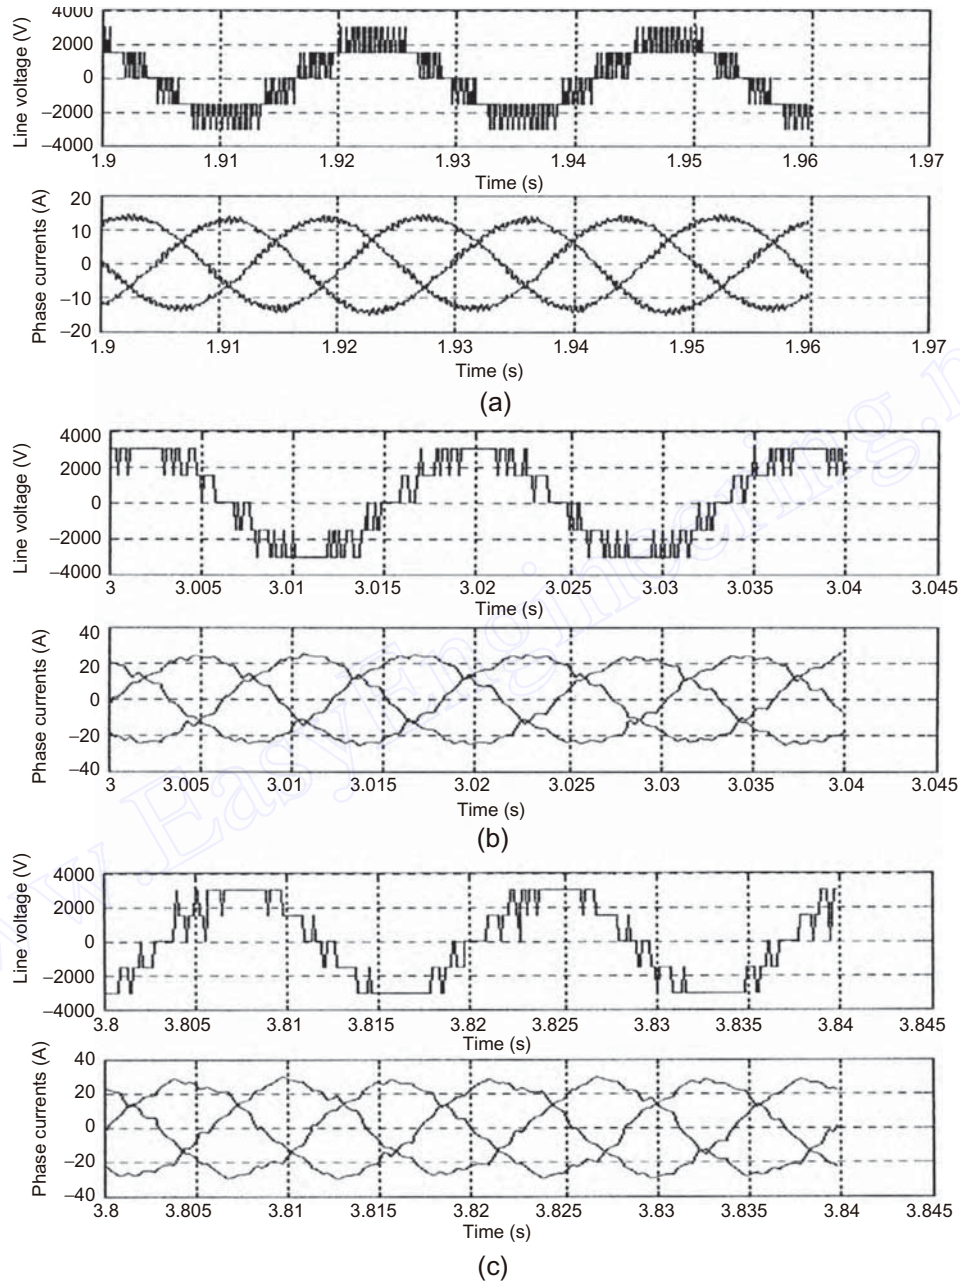 4000
2000
0
–2000
–4000
Line voltage (V)
1.9 1.91 1.92 1.93 1.94 1.95 1.96 1.97
Time (s)
20
10
0
–10
–20
Phase currents (A)
1.9 1.91 1.92 1.93 1.94 1.95 1.96 1.97
Time (s)
(a)
4000
2000
0
–2000
–4000
Line voltage (V)
3 3.005 3.01 3.015 3.02 3.025 3.03 3.035 3.04 3.045
Time (s)
40
20
0
–20
–40
Phase currents (A)
3 3.005 3.01 3.015 3.02 3.025 3.03 3.035 3.04 3.045
Time (s)
(b)
4000
2000
0
–2000
–4000
Line voltage (V)
3.8 3.805 3.81 3.815 3.82 3.825 3.83 3.835 3.84 3.845
Time (s)
40
20
0
–20
–40
Phase currents (A)
3.8 3.805 3.81 3.815 3.82 3.825 3.83 3.835 3.84 3.845
Time (s)
(c)
w.EasyEngineering.n